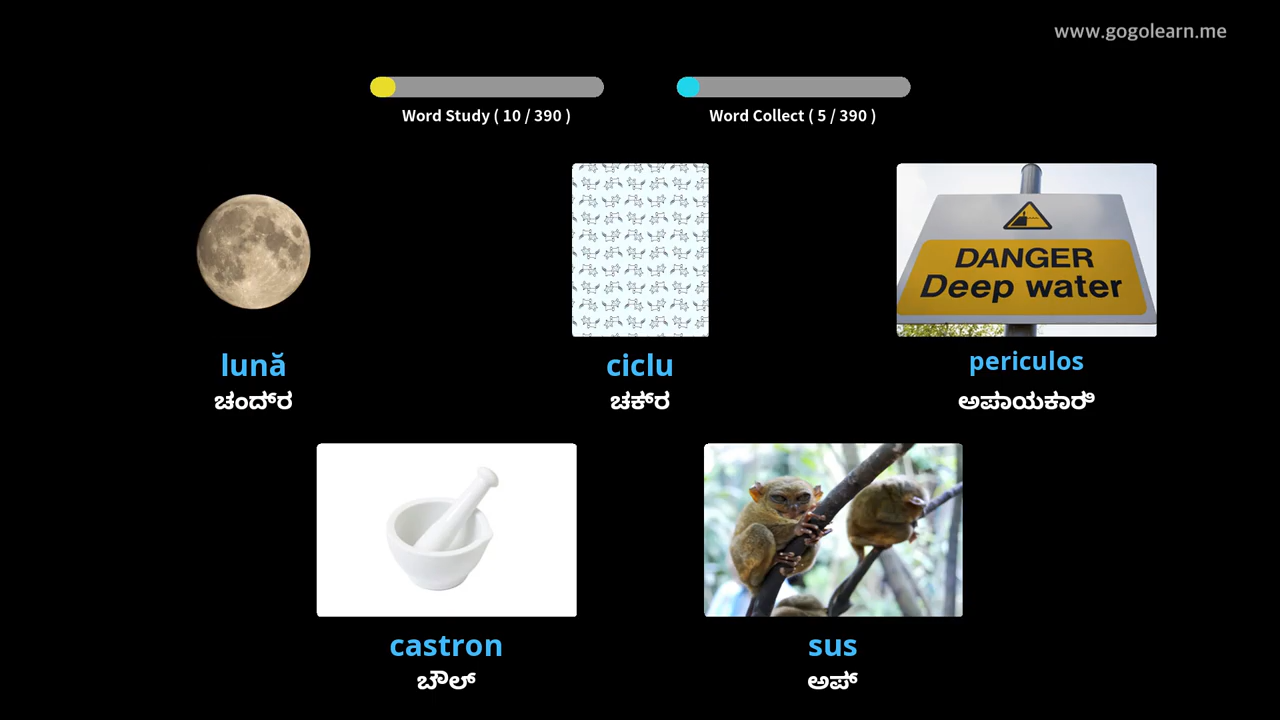 www.gogolearn.me
Word Study ( 10 / 390 )
Word Collect ( 5 / 390 )
DANGER
Deep water
lună
ciclu
periculos
ಚಂದ್ರ
ಚಕ್ರ
ಅಪಾಯಕಾರಿ
castron
sus
ಬೌಲ್
ಅಪ್